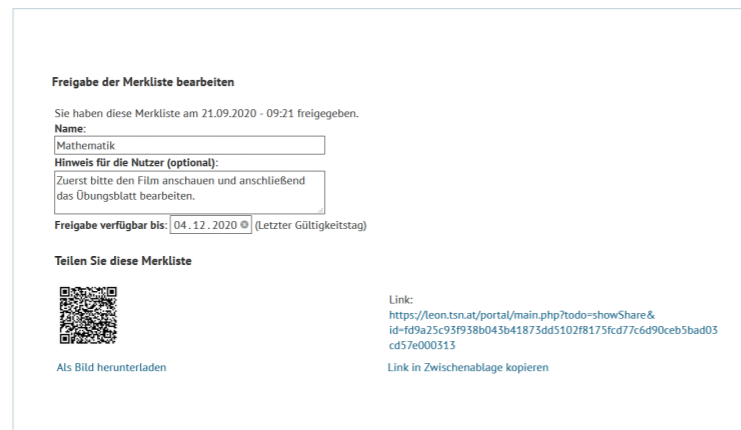 Freigabe der Merkliste bearbeiten
Sie haben diese Merkliste am 21.09.2020 - 09:21 freigegeben.
Name:
Mathematik
Hinweis für die Nutzer (optional):
Zuerst bitte den Film anschauen und anschließend
das Übungsblatt bearbeiten.
Freigabe verfügbar bis: 04.12.2020 (Letzter Gültigkeitstag)
Teilen Sie diese Merkliste
Link:
https://leon.tsn.at/portal/main.php?todo=showShare&
id=fd9a25c93f938b043b41873dd5102f8175fcd77c6d90ceb5bad03
cd57e000313
Als Bild herunterladen
Link in Zwischenablage kopieren